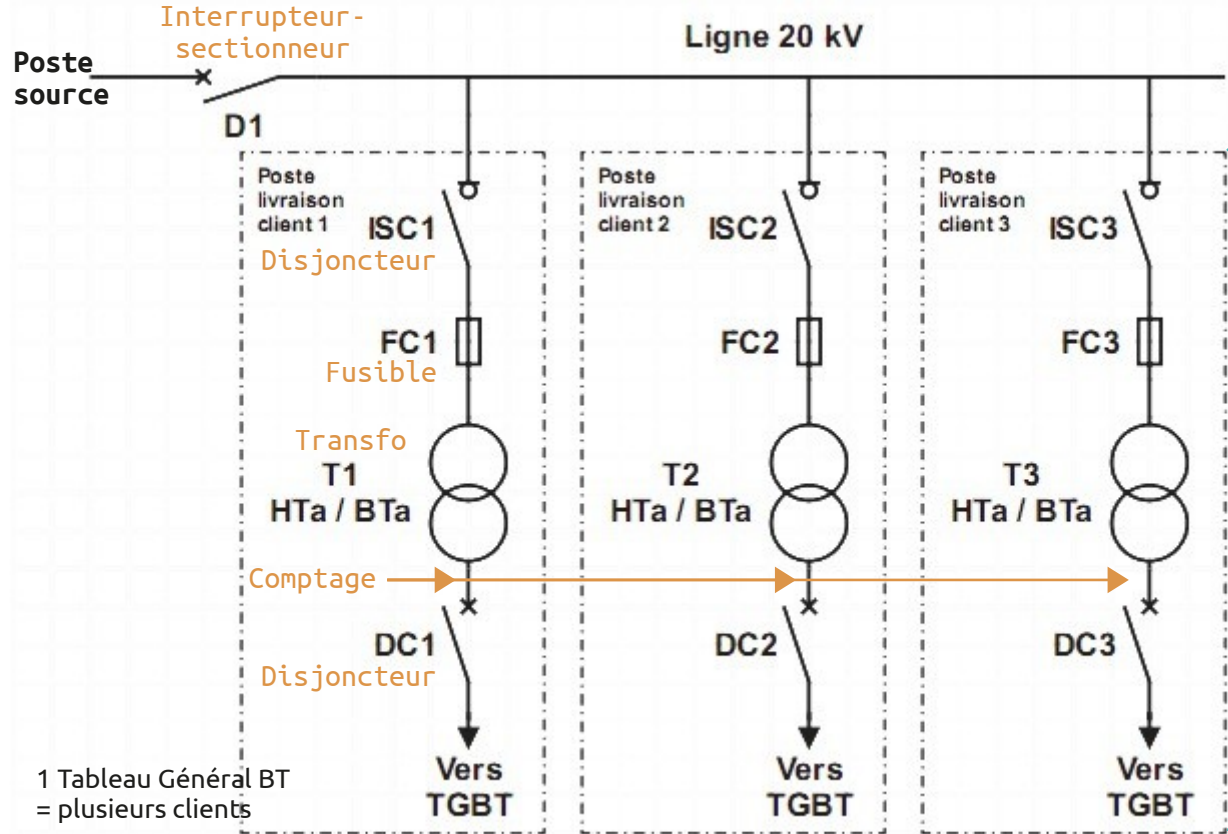 Interrupteur-
sectionneur
Ligne 20 kV
Poste
source
D1
Poste
livraison
client 1
ISC1
Disjoncteur
FC1
Fusible
Transfo
T1
HTa / BTa
Comptage
DC1
Disjoncteur
Vers
TGBT
Poste
livraison
client 2
ISC2
FC2
T2
HTa / BTa
DC2
Vers
TGBT
Poste
livraison
client 3
ISC3
FC3
T3
HTa / BTa
DC3
Vers
TGBT
1 Tableau Général BT
= plusieurs clients